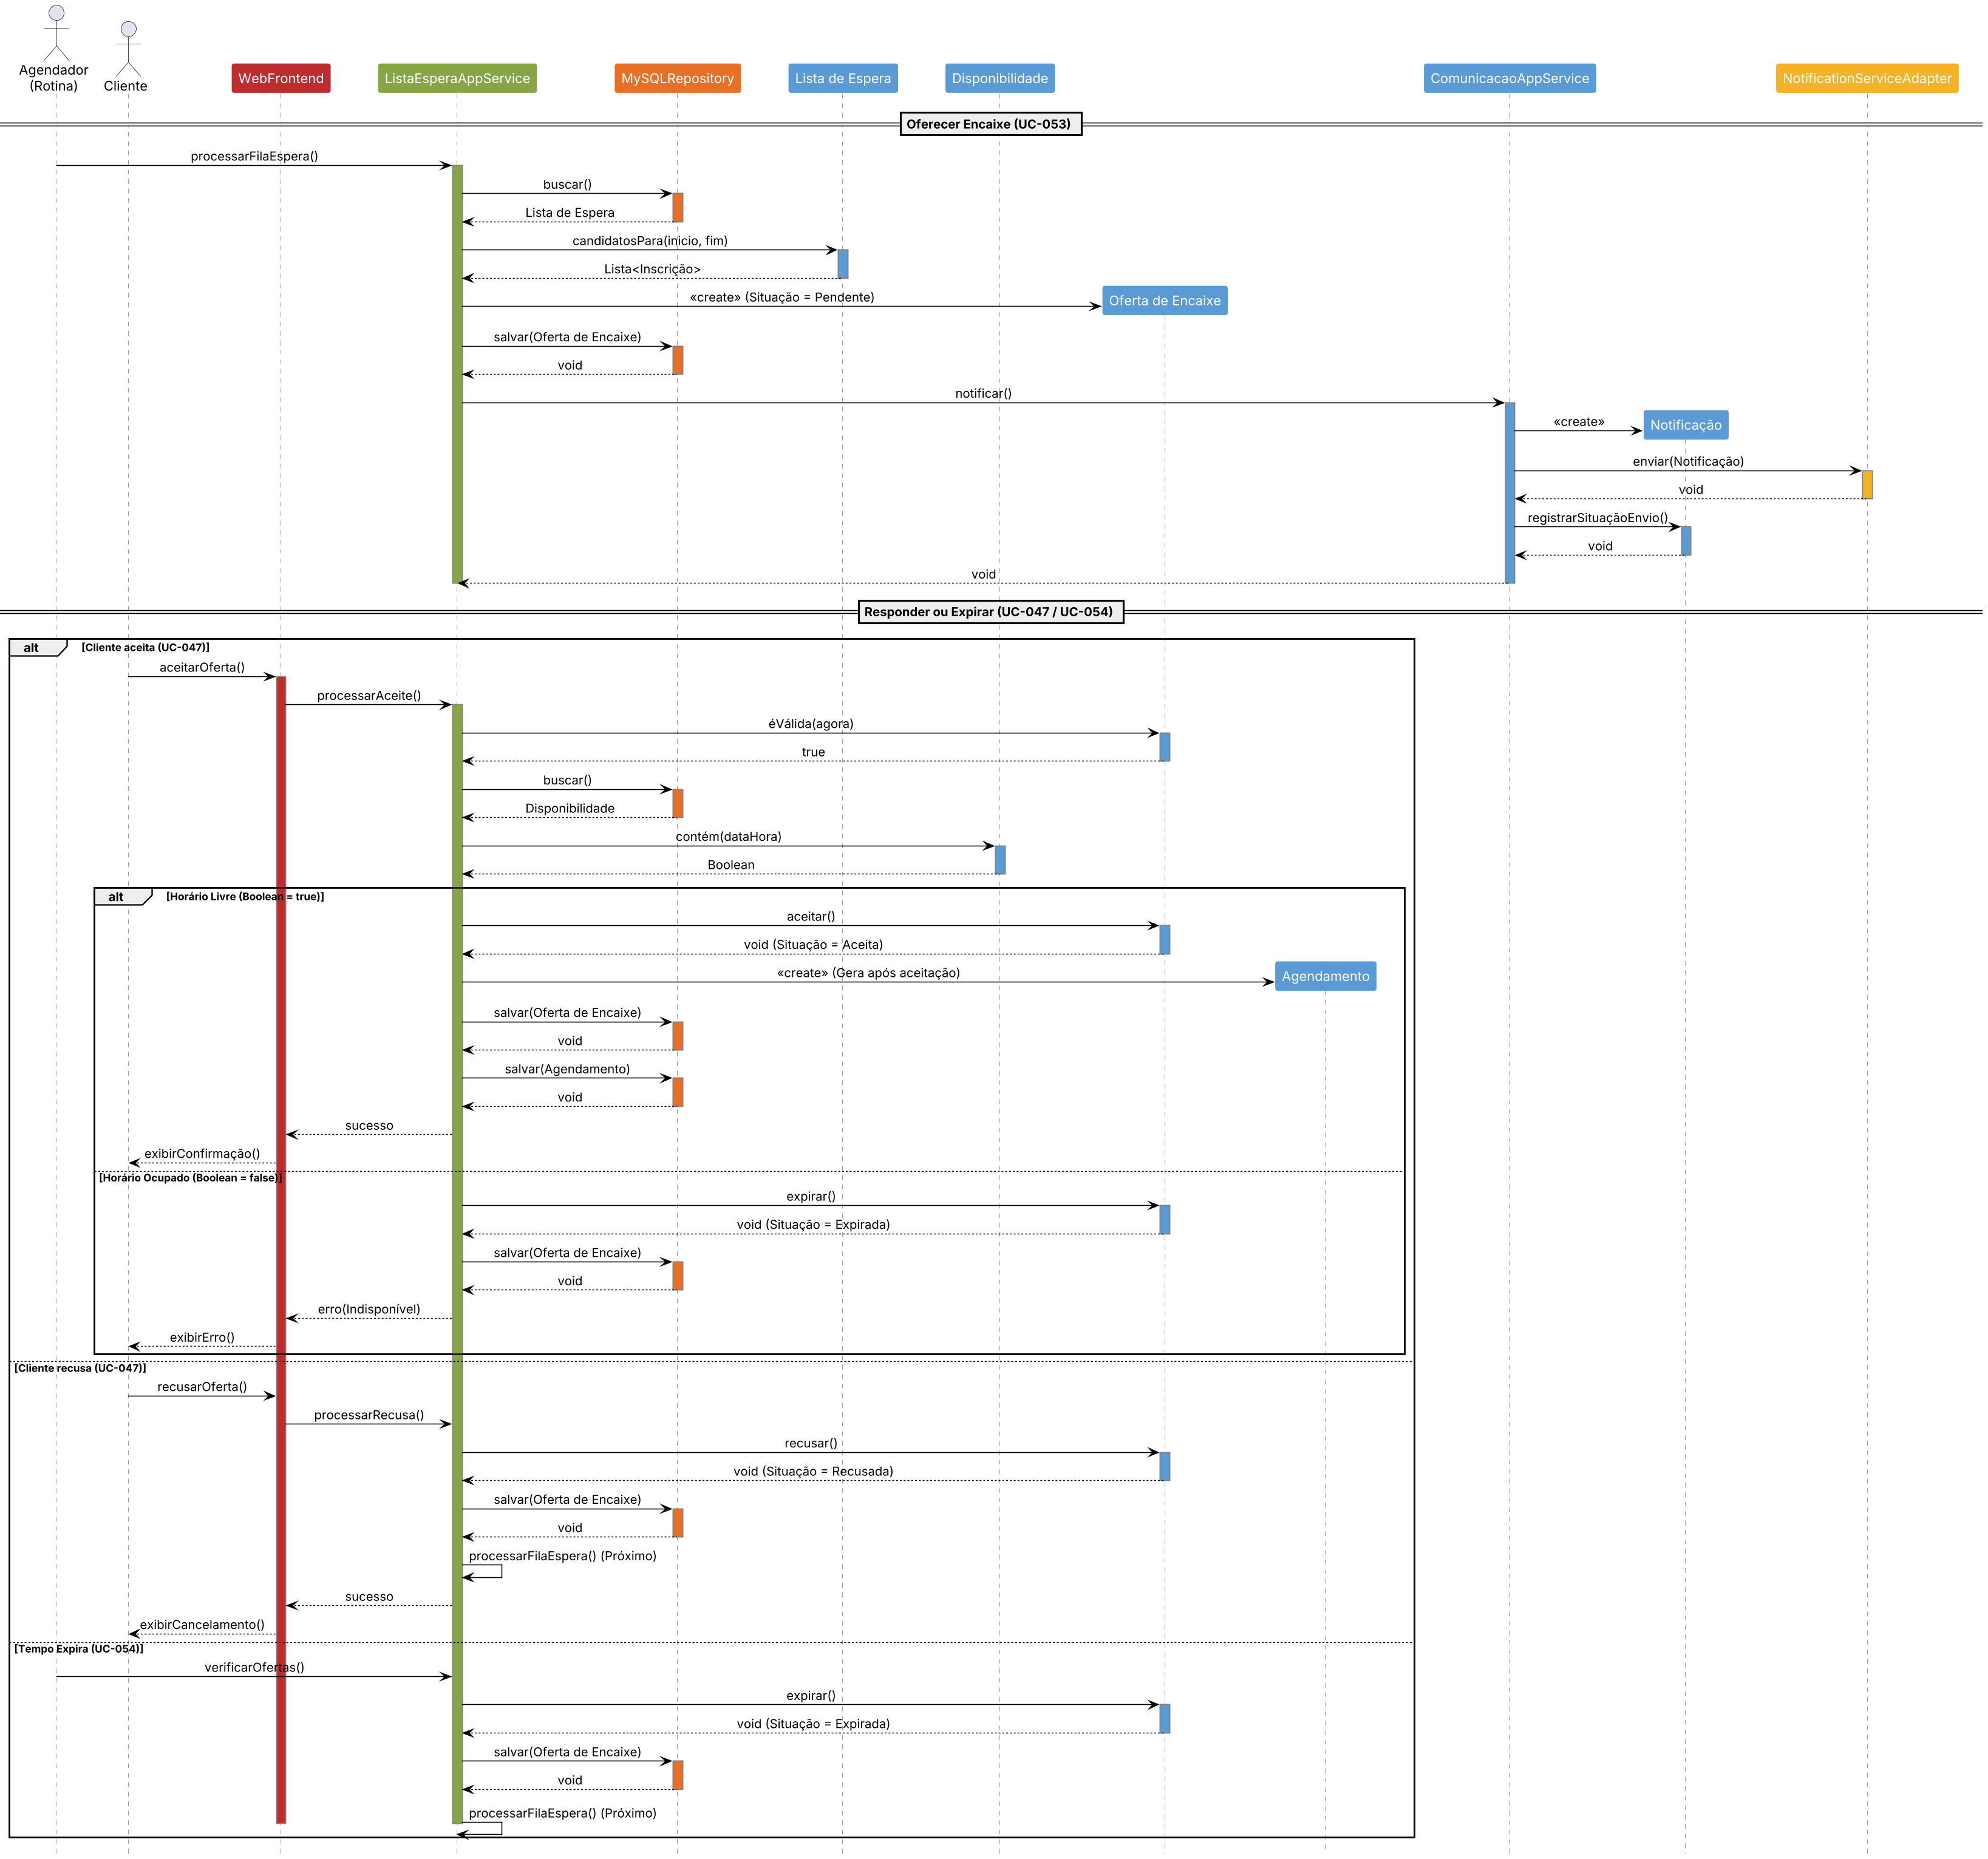 Agendador
(Rotina)
Cliente
WebFrontend
ListaEsperaAppService
MySQLRepository
Lista de Espera
Disponibilidade
ComunicacaoAppService
NotificationServiceAdapter
Oferecer Encaixe (UC-053)
processarFilaEspera()
buscar()
Lista de Espera
candidatosPara(inicio, fim)
Lista<Inscrição>
«create» (Situação = Pendente)
Oferta de Encaixe
salvar(Oferta de Encaixe)
void
notificar()
«create»
Notificação
enviar(Notificação)
void
registrarSituaçãoEnvio()
void
void
Responder ou Expirar (UC-047 / UC-054)
alt [Cliente aceita (UC-047)]
aceitarOferta()
processarAceite()
éVálida(agora)
true
buscar()
Disponibilidade
contém(dataHora)
Boolean
alt [Horário Livre (Boolean = true)]
aceitar()
void (Situação = Aceita)
«create» (Gera após aceitação)
Agendamento
salvar(Oferta de Encaixe)
void
salvar(Agendamento)
void
sucesso
exibirConfirmação()
[Horário Ocupado (Boolean = false)]
expirar()
void (Situação = Expirada)
salvar(Oferta de Encaixe)
void
erro(Indisponível)
exibirErro()
[Cliente recusa (UC-047)]
recusarOferta()
processarRecusa()
recusar()
void (Situação = Recusada)
salvar(Oferta de Encaixe)
void
processarFilaEspera() (Próximo)
sucesso
exibirCancelamento()
[Tempo Expira (UC-054)]
verificarOfertas()
expirar()
void (Situação = Expirada)
salvar(Oferta de Encaixe)
void
processarFilaEspera() (Próximo)